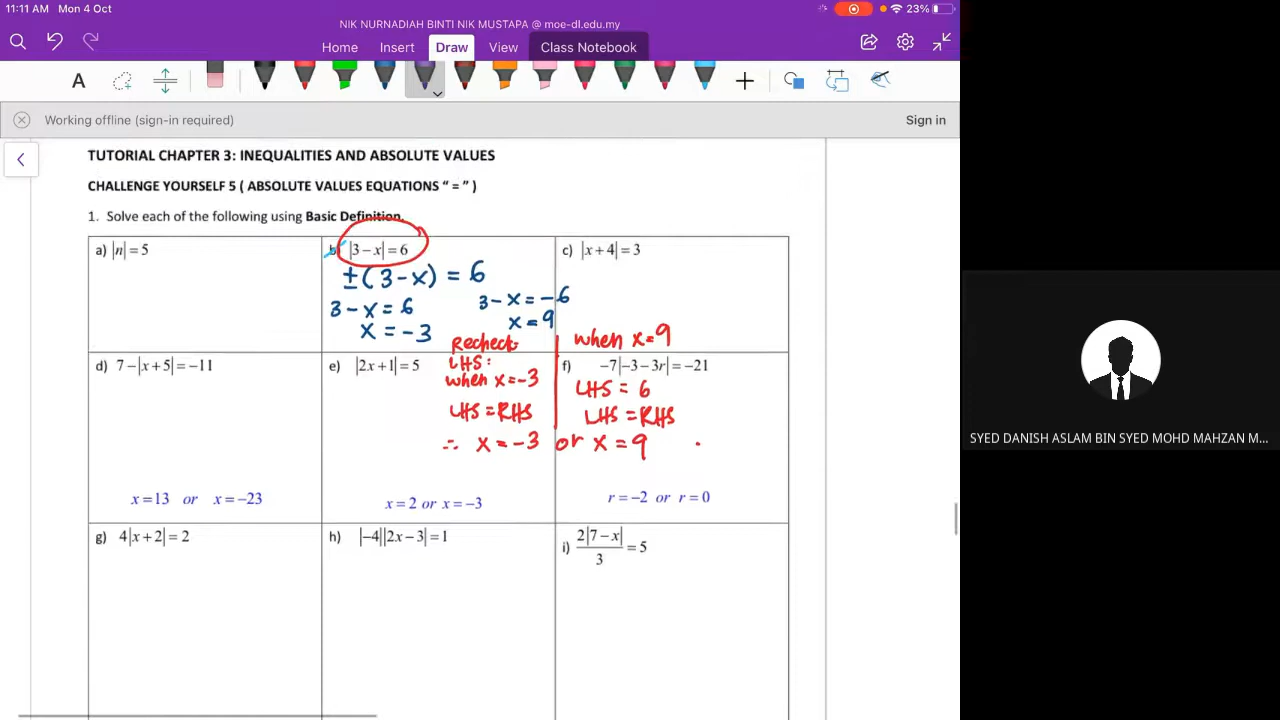 11:11 AM Mon 4 Oct
23%
NIK NURNADIAH BINTI NIK MUSTAPA @ moe-dl.edu.my
Home Insert Draw View Class Notebook
A
Working offline (sign-in required)
Sign in
TUTORIAL CHAPTER 3: INEQUALITIES AND ABSOLUTE VALUES
CHALLENGE YOURSELF 5 ( ABSOLUTE VALUES EQUATIONS “ = ” )
1. Solve each of the following using Basic Definition.
a) |n| = 5
b) |3 − x| = 6
±(3 − x) = 6
3 − x = 6
x = −3
3 − x = −6
x = 9
Recheck
LHS:
when x = −3
LHS = RHS
when x = 9
LHS = 6
LHS = RHS
∴ x = −3 or x = 9
c) |x + 4| = 3
d) 7 − |x + 5| = −11
x = 13 or x = −23
e) |2x + 1| = 5
x = 2 or x = −3
f) −7|−3 − 3r| = −21
r = −2 or r = 0
g) 4|x + 2| = 2
h) |−4||2x − 3| = 1
i) 2|7 − x| / 3 = 5
SYED DANISH ASLAM BIN SYED MOHD MAHZAN M...